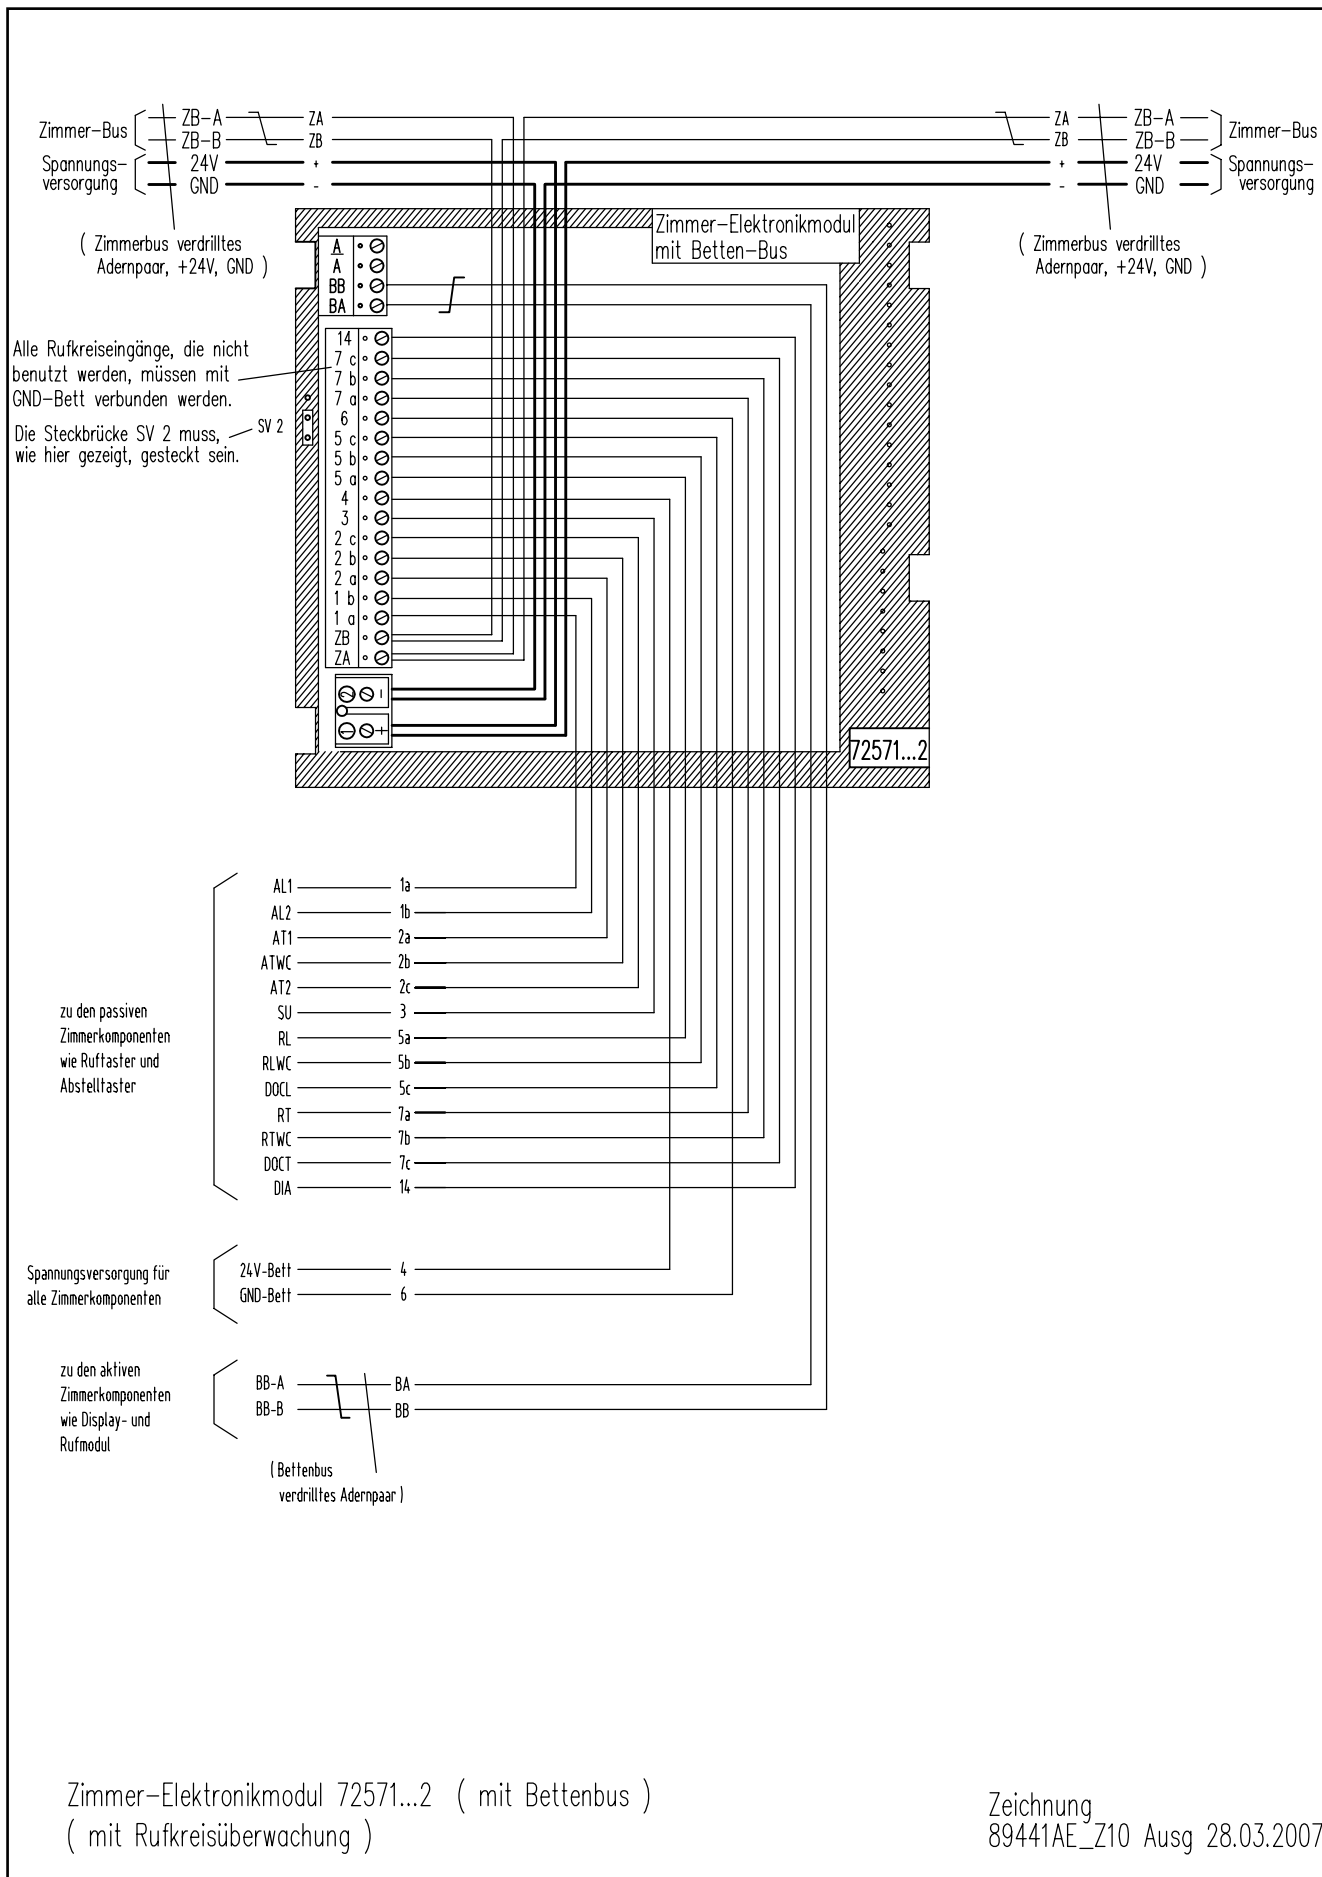 Zimmer-Bus
ZB-A
ZA
ZB-B
ZB
Spannungs-
versorgung
24V
+
GND
-
ZA
ZB-A
ZB
ZB-B
Zimmer-Bus
+
24V
-
GND
Spannungs-
versorgung
( Zimmerbus verdrilltes
Adernpaar, +24V, GND )
Zimmer-Elektronikmodul
mit Betten-Bus
( Zimmerbus verdrilltes
Adernpaar, +24V, GND )
A
A
BB
BA
Alle Rufkreiseingänge, die nicht
benutzt werden, müssen mit
GND-Bett verbunden werden.
Die Steckbrücke SV 2 muss,
wie hier gezeigt, gesteckt sein.
SV 2
14
7 c
7 b
7 a
6
5 c
5 b
5 a
4
3
2 c
2 b
2 a
1 b
1 a
ZB
ZA
2 -
1 +
72571...2
zu den passiven
Zimmerkomponenten
wie Ruftaster und
Abstelltaster
AL1 1a
AL2 1b
AT1 2a
ATWC 2b
AT2 2c
SU 3
RL 5a
RLWC 5b
DOCL 5c
RT 7a
RTWC 7b
DOCT 7c
DIA 14
Spannungsversorgung für
alle Zimmerkomponenten
24V-Bett 4
GND-Bett 6
zu den aktiven
Zimmerkomponenten
wie Display- und
Rufmodul
BB-A BA
BB-B BB
( Bettenbus
verdrilltes Adernpaar )
Zimmer-Elektronikmodul 72571...2 ( mit Bettenbus )
( mit Rufkreisüberwachung )
Zeichnung
89441AE_Z10 Ausg 28.03.2007